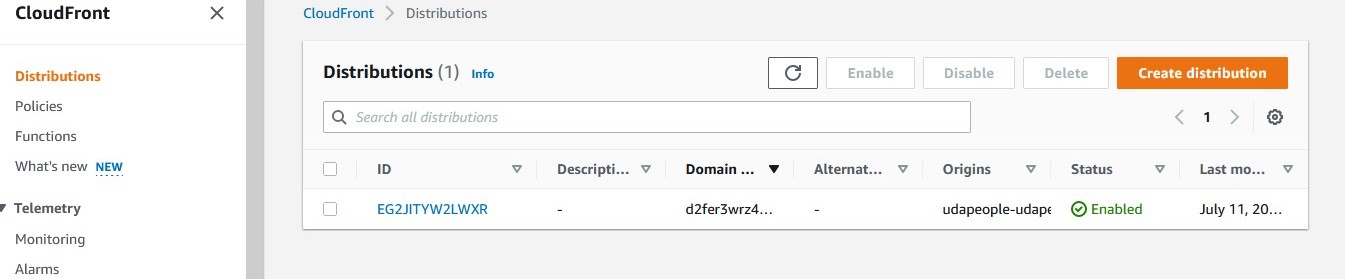 CloudFront
Distributions
Policies
Functions
What's new NEW
Telemetry
Monitoring
Alarms
CloudFront > Distributions
Distributions (1) Info
Enable
Disable
Delete
Create distribution
Search all distributions
1
ID Descripti... Domain ... Alternat... Origins Status Last mo...
EG2JITYW2LWXR - d2fer3wrz4... - udapeople-udape Enabled July 11, 20...